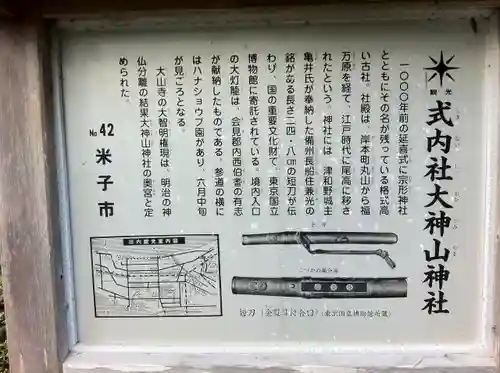 観光
式内社大神山神社
一〇〇〇年前の延喜式に宗形神社
とともにその名が残っている格式高
い古社。社殿は、岸本町丸山から福
万原を経て、江戸時代に尾高に移さ
れたという。神社には、津和野城主
亀井氏が奉納した備州長船住兼光の
銘がある長さ二四・八㎝の短刀が伝
わり、国の重要文化財で、東京国立
博物館に寄託されている。境内入口
の大灯籠は、会見郡内西伯耆の有志
が献納したものである。参道の横に
はハナショウブ園があり、六月中旬
が見ごろとなる。
大山寺の大智明権現は、明治の神
仏分離の結果大神山神社の奥宮と定
められた。
№42
米子市
市内観光案内図
短刀